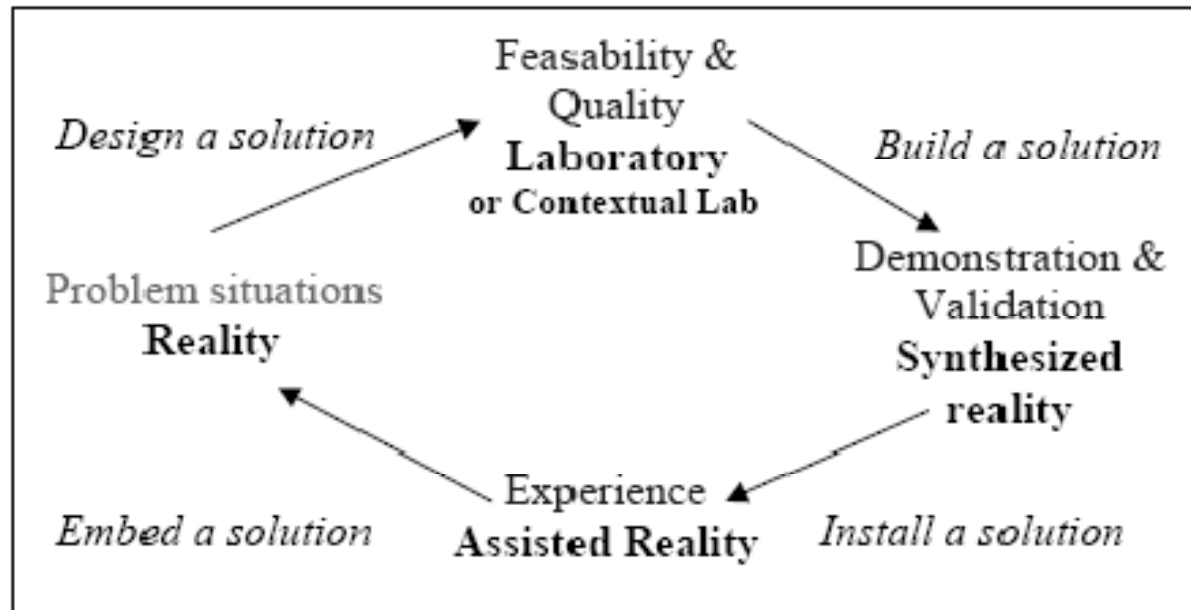 Feasability &
Quality
Laboratory
or Contextual Lab
Design a solution
Build a solution
Demonstration &
Validation
Synthesized
reality
Problem situations
Reality
Experience
Assisted Reality
Embed a solution
Install a solution